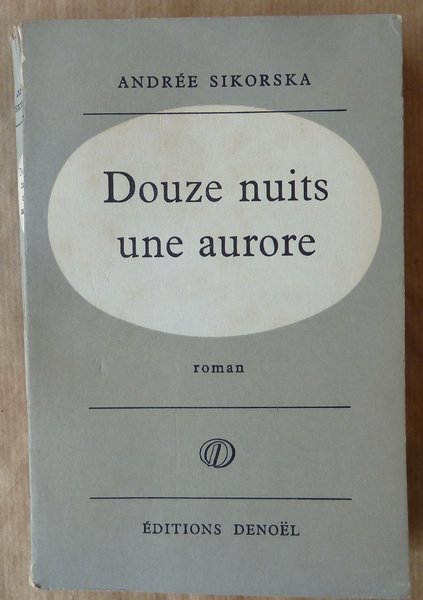 ANDRÉE SIKORSKA
Douze nuits
une aurore
roman
ÉDITIONS DENOËL